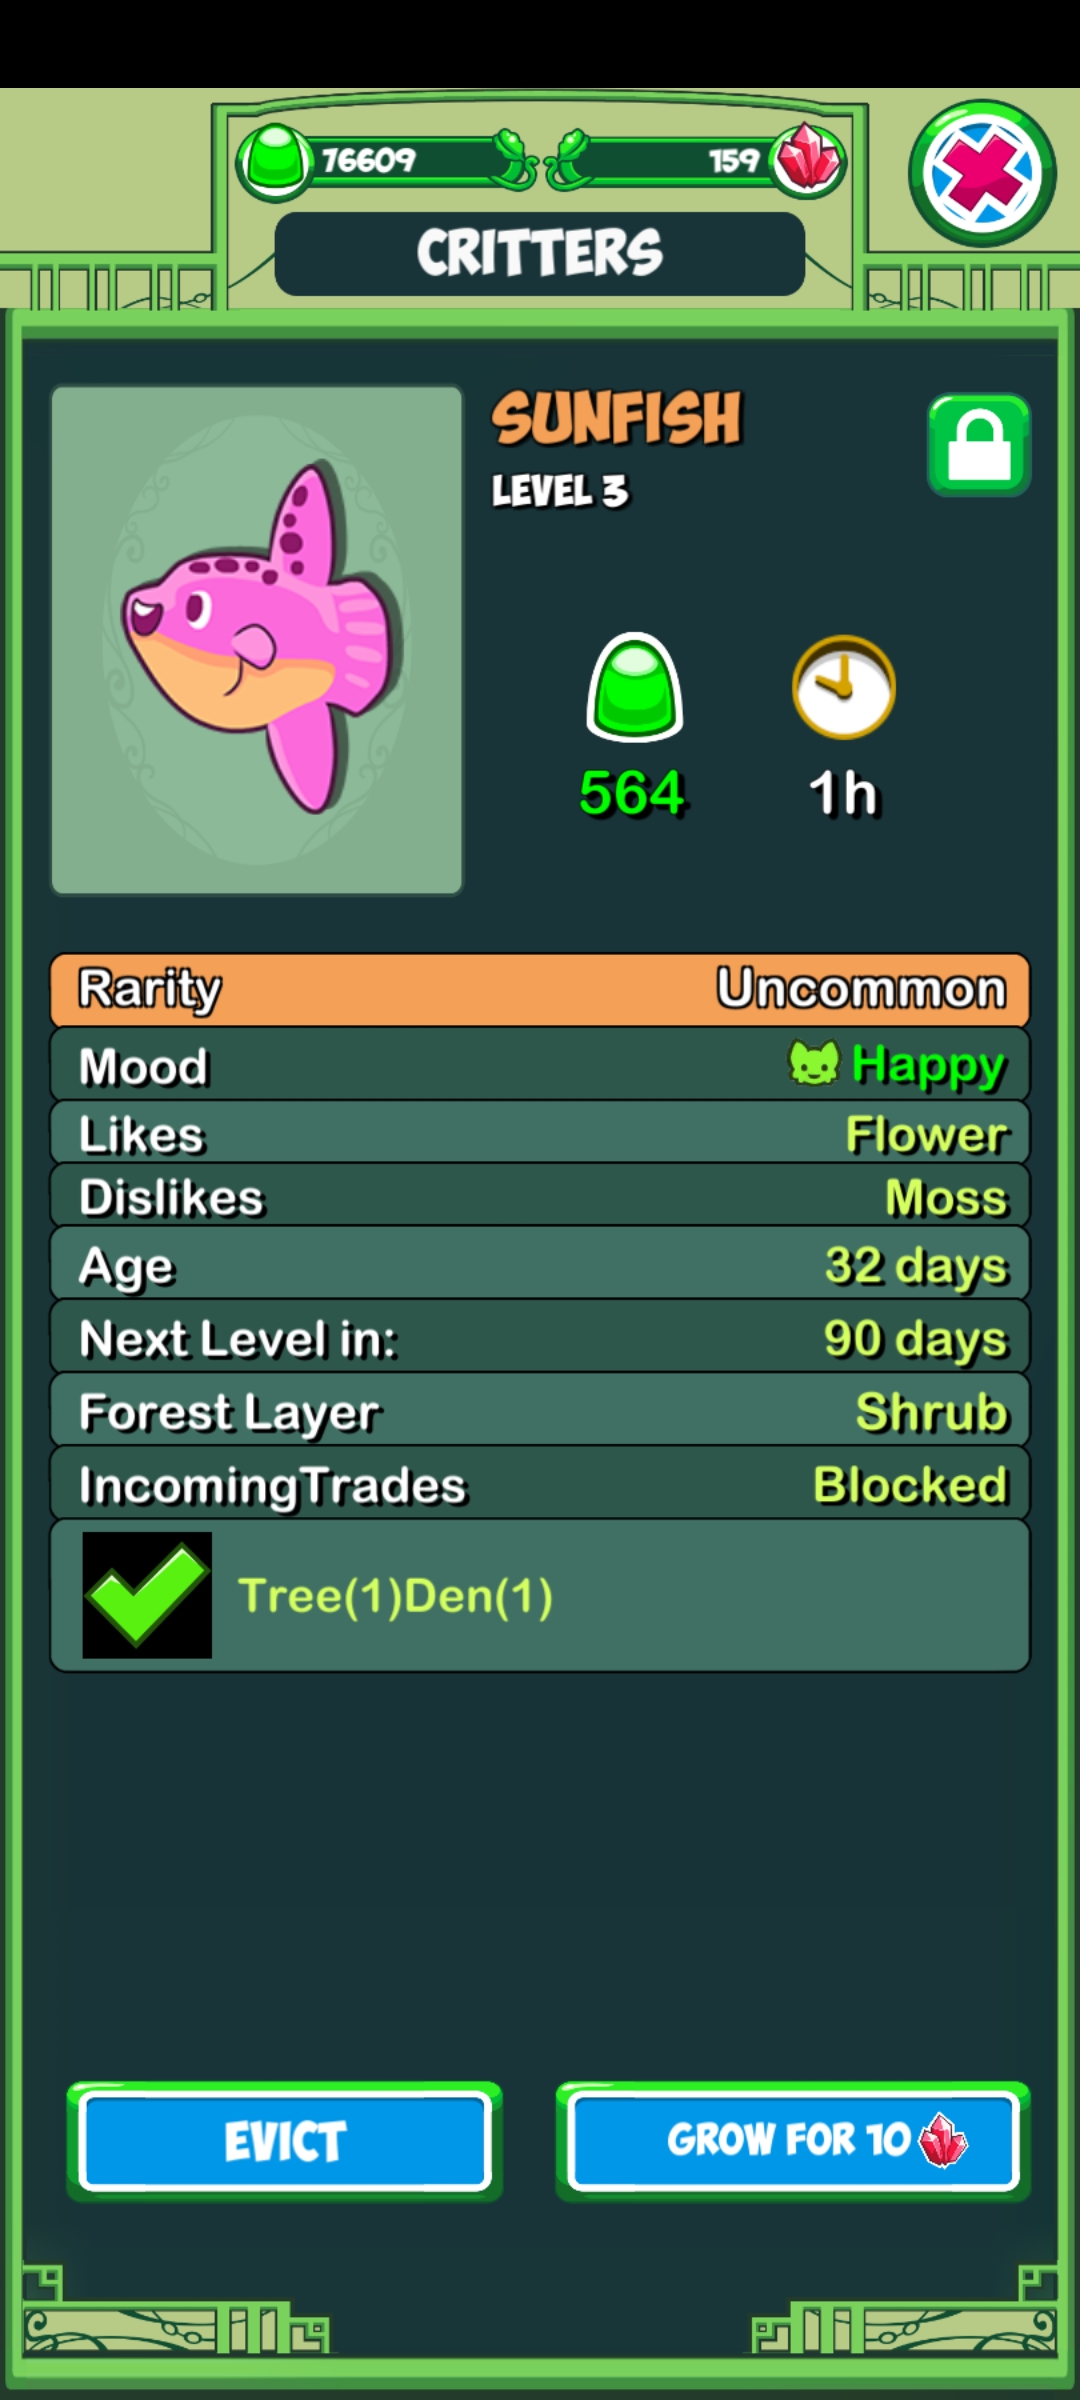 76609
159
CRITTERS
SUNFISH
LEVEL 3
564
1h
Rarity Uncommon
Mood Happy
Likes Flower
Dislikes Moss
Age 32 days
Next Level in: 90 days
Forest Layer Shrub
IncomingTrades Blocked
Tree(1)Den(1)
EVICT
GROW FOR 10